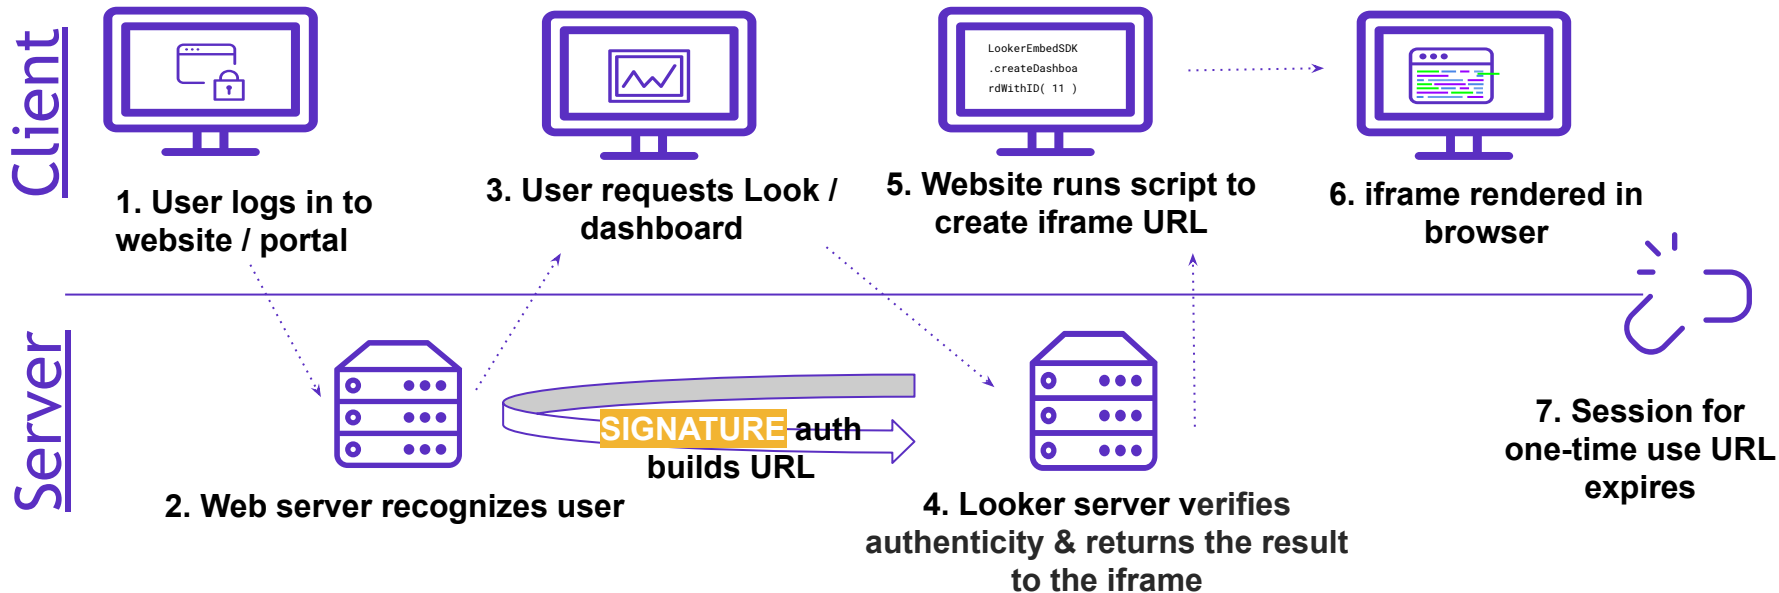 Client
1. User logs in to
website / portal
3. User requests Look /
dashboard
LookerEmbedSDK
.createDashboa
rdWithID( 11 )
5. Website runs script to
create iframe URL
6. iframe rendered in
browser
Server
2. Web server recognizes user
SIGNATURE auth
builds URL
4. Looker server verifies
authenticity & returns the result
to the iframe
7. Session for
one-time use URL
expires